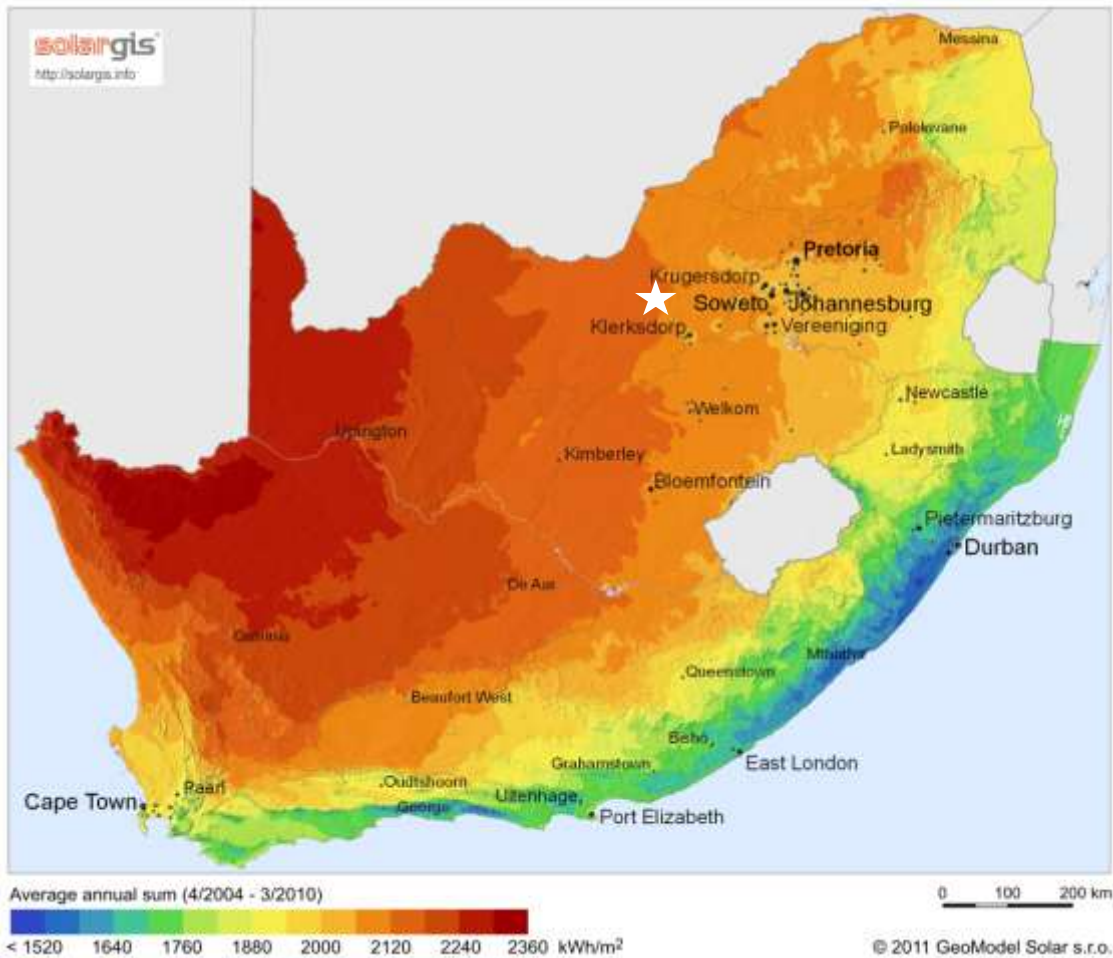 solargis
http://solargis.info
Messina
Polokwane
Pretoria
Krugersdorp
Soweto
Johannesburg
Klerksdorp
Vereeniging
Newcastle
Welkom
Upington
Kimberley
Ladysmith
Bloemfontein
Pietermaritzburg
Durban
De Aar
Calvinia
Mthatha
Queenstown
Beaufort West
Bisho
East London
Grahamstown
Oudtshoorn
Paarl
Uitenhage
Cape Town
George
Port Elizabeth
Average annual sum (4/2004 - 3/2010)
0 100 200 km
< 1520 1640 1760 1880 2000 2120 2240 2360 kWh/m²
© 2011 GeoModel Solar s.r.o.